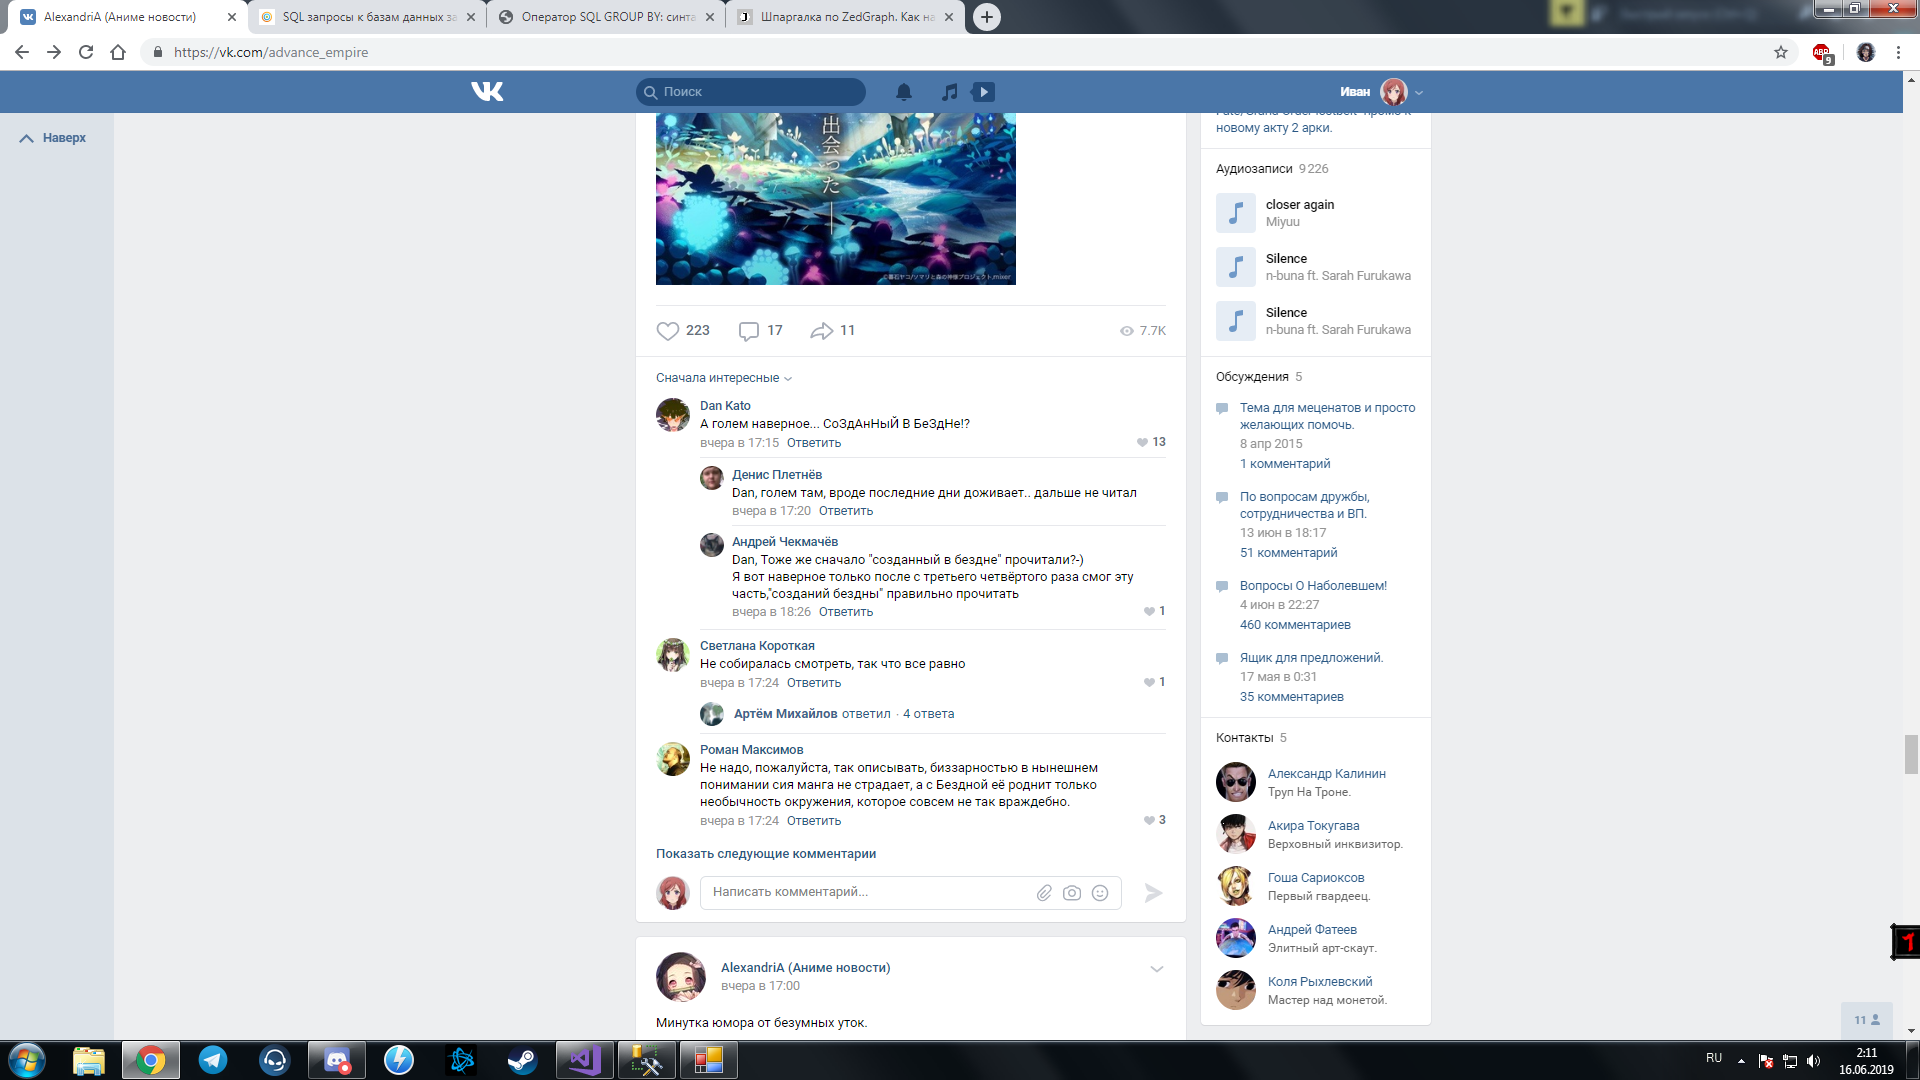 AlexandriA (Аниме новости)
SQL запросы к базам данных за
Оператор SQL GROUP BY: синта
Шпаргалка по ZedGraph. Как на
https://vk.com/advance_empire
ABP
9
Поиск
Иван
Наверх
出会った
mixer
новому акту 2 арки.
Аудиозаписи 9 226
closer again
Miyuu
Silence
n-buna ft. Sarah Furukawa
Silence
n-buna ft. Sarah Furukawa
223
17
11
7.7K
Сначала интересные
Dan Kato
А голем наверное... СоЗдАнНыЙ В БеЗдНе!?
вчера в 17:15 Ответить
13
Денис Плетнёв
Dan, голем там, вроде последние дни доживает.. дальше не читал
вчера в 17:20 Ответить
Андрей Чекмачёв
Dan, Тоже же сначало "созданный в бездне" прочитали?-)
Я вот наверное только после с третьего четвёртого раза смог эту
часть,"созданий бездны" правильно прочитать
вчера в 18:26 Ответить
1
Светлана Короткая
Не собиралась смотреть, так что все равно
вчера в 17:24 Ответить
1
Артём Михайлов ответил · 4 ответа
Роман Максимов
Не надо, пожалуйста, так описывать, биззарностью в нынешнем
понимании сия манга не страдает, а с Бездной её роднит только
необычность окружения, которое совсем не так враждебно.
вчера в 17:24 Ответить
3
Показать следующие комментарии
Написать комментарий...
AlexandriA (Аниме новости)
вчера в 17:00
Минутка юмора от безумных уток.
Обсуждения 5
Тема для меценатов и просто
желающих помочь.
8 апр 2015
1 комментарий
По вопросам дружбы,
сотрудничества и ВП.
13 июн в 18:17
51 комментарий
Вопросы О Наболевшем!
4 июн в 22:27
460 комментариев
Ящик для предложений.
17 мая в 0:31
35 комментариев
Контакты 5
Александр Калинин
Труп На Троне.
Акира Токугава
Верховный инквизитор.
Гоша Сариоксов
Первый гвардеец.
Андрей Фатеев
Элитный арт-скаут.
Коля Рыхлевский
Мастер над монетой.
1
11
RU
2:11
16.06.2019